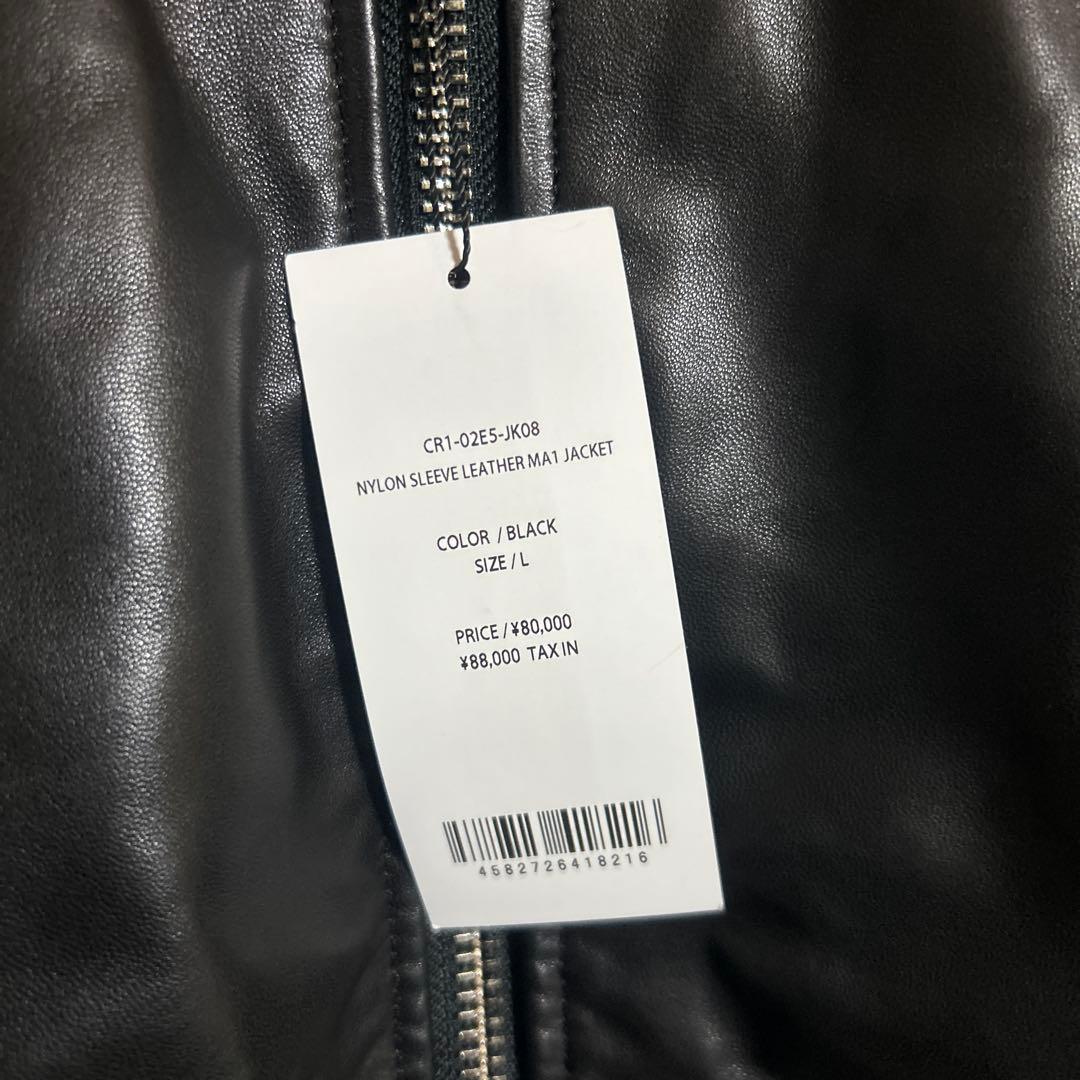 CR1-02E5-JK08
NYLON SLEEVE LEATHER MA1 JACKET
COLOR / BLACK
SIZE / L
PRICE / ¥80,000
¥88,000 TAX IN
4582726418216